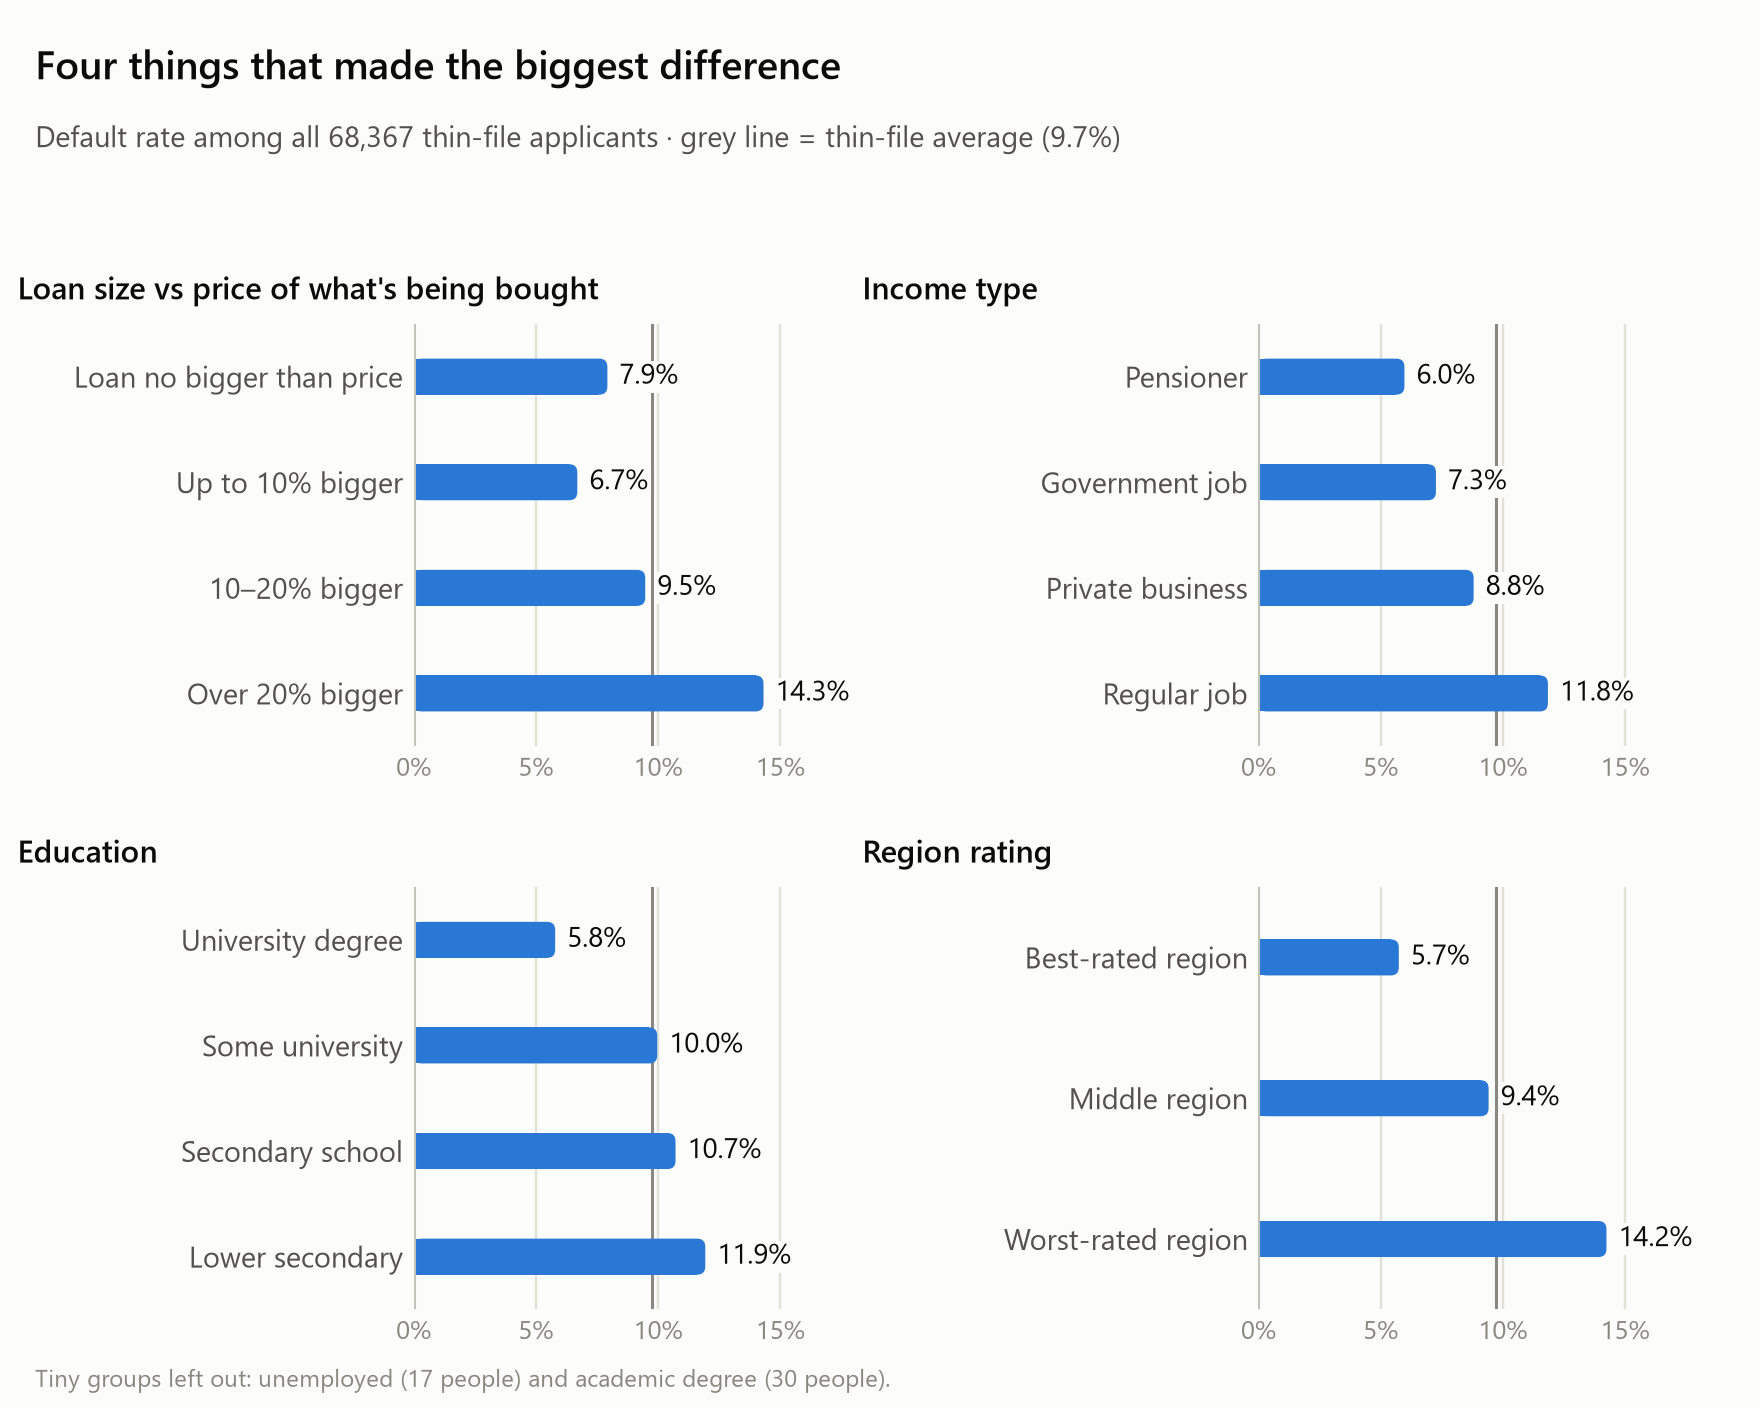 Four things that made the biggest difference
Default rate among all 68,367 thin-file applicants · grey line = thin-file average (9.7%)
Loan size vs price of what's being bought
Loan no bigger than price
7.9%
Up to 10% bigger
6.7%
10–20% bigger
9.5%
Over 20% bigger
14.3%
0% 5% 10% 15%
Income type
Pensioner
6.0%
Government job
7.3%
Private business
8.8%
Regular job
11.8%
0% 5% 10% 15%
Education
University degree
5.8%
Some university
10.0%
Secondary school
10.7%
Lower secondary
11.9%
0% 5% 10% 15%
Region rating
Best-rated region
5.7%
Middle region
9.4%
Worst-rated region
14.2%
0% 5% 10% 15%
Tiny groups left out: unemployed (17 people) and academic degree (30 people).